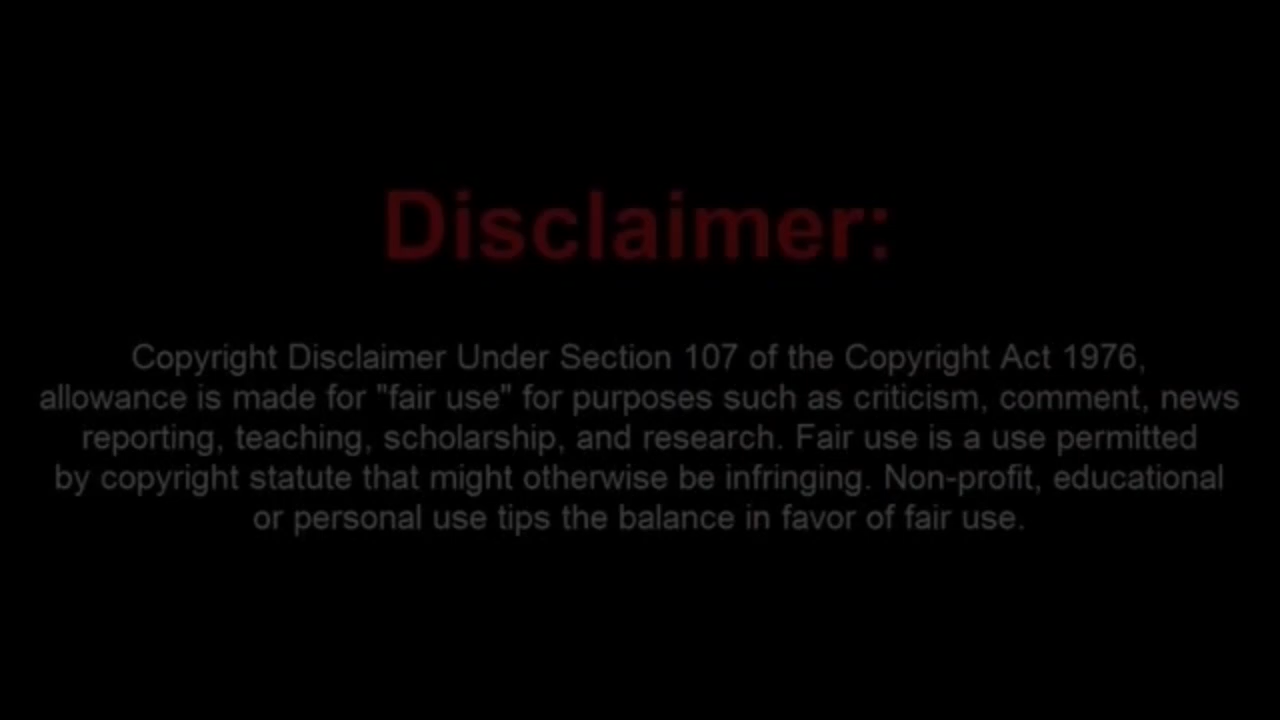 Disclaimer:
Copyright Disclaimer Under Section 107 of the Copyright Act 1976,
allowance is made for "fair use" for purposes such as criticism, comment, news
reporting, teaching, scholarship, and research. Fair use is a use permitted
by copyright statute that might otherwise be infringing. Non-profit, educational
or personal use tips the balance in favor of fair use.